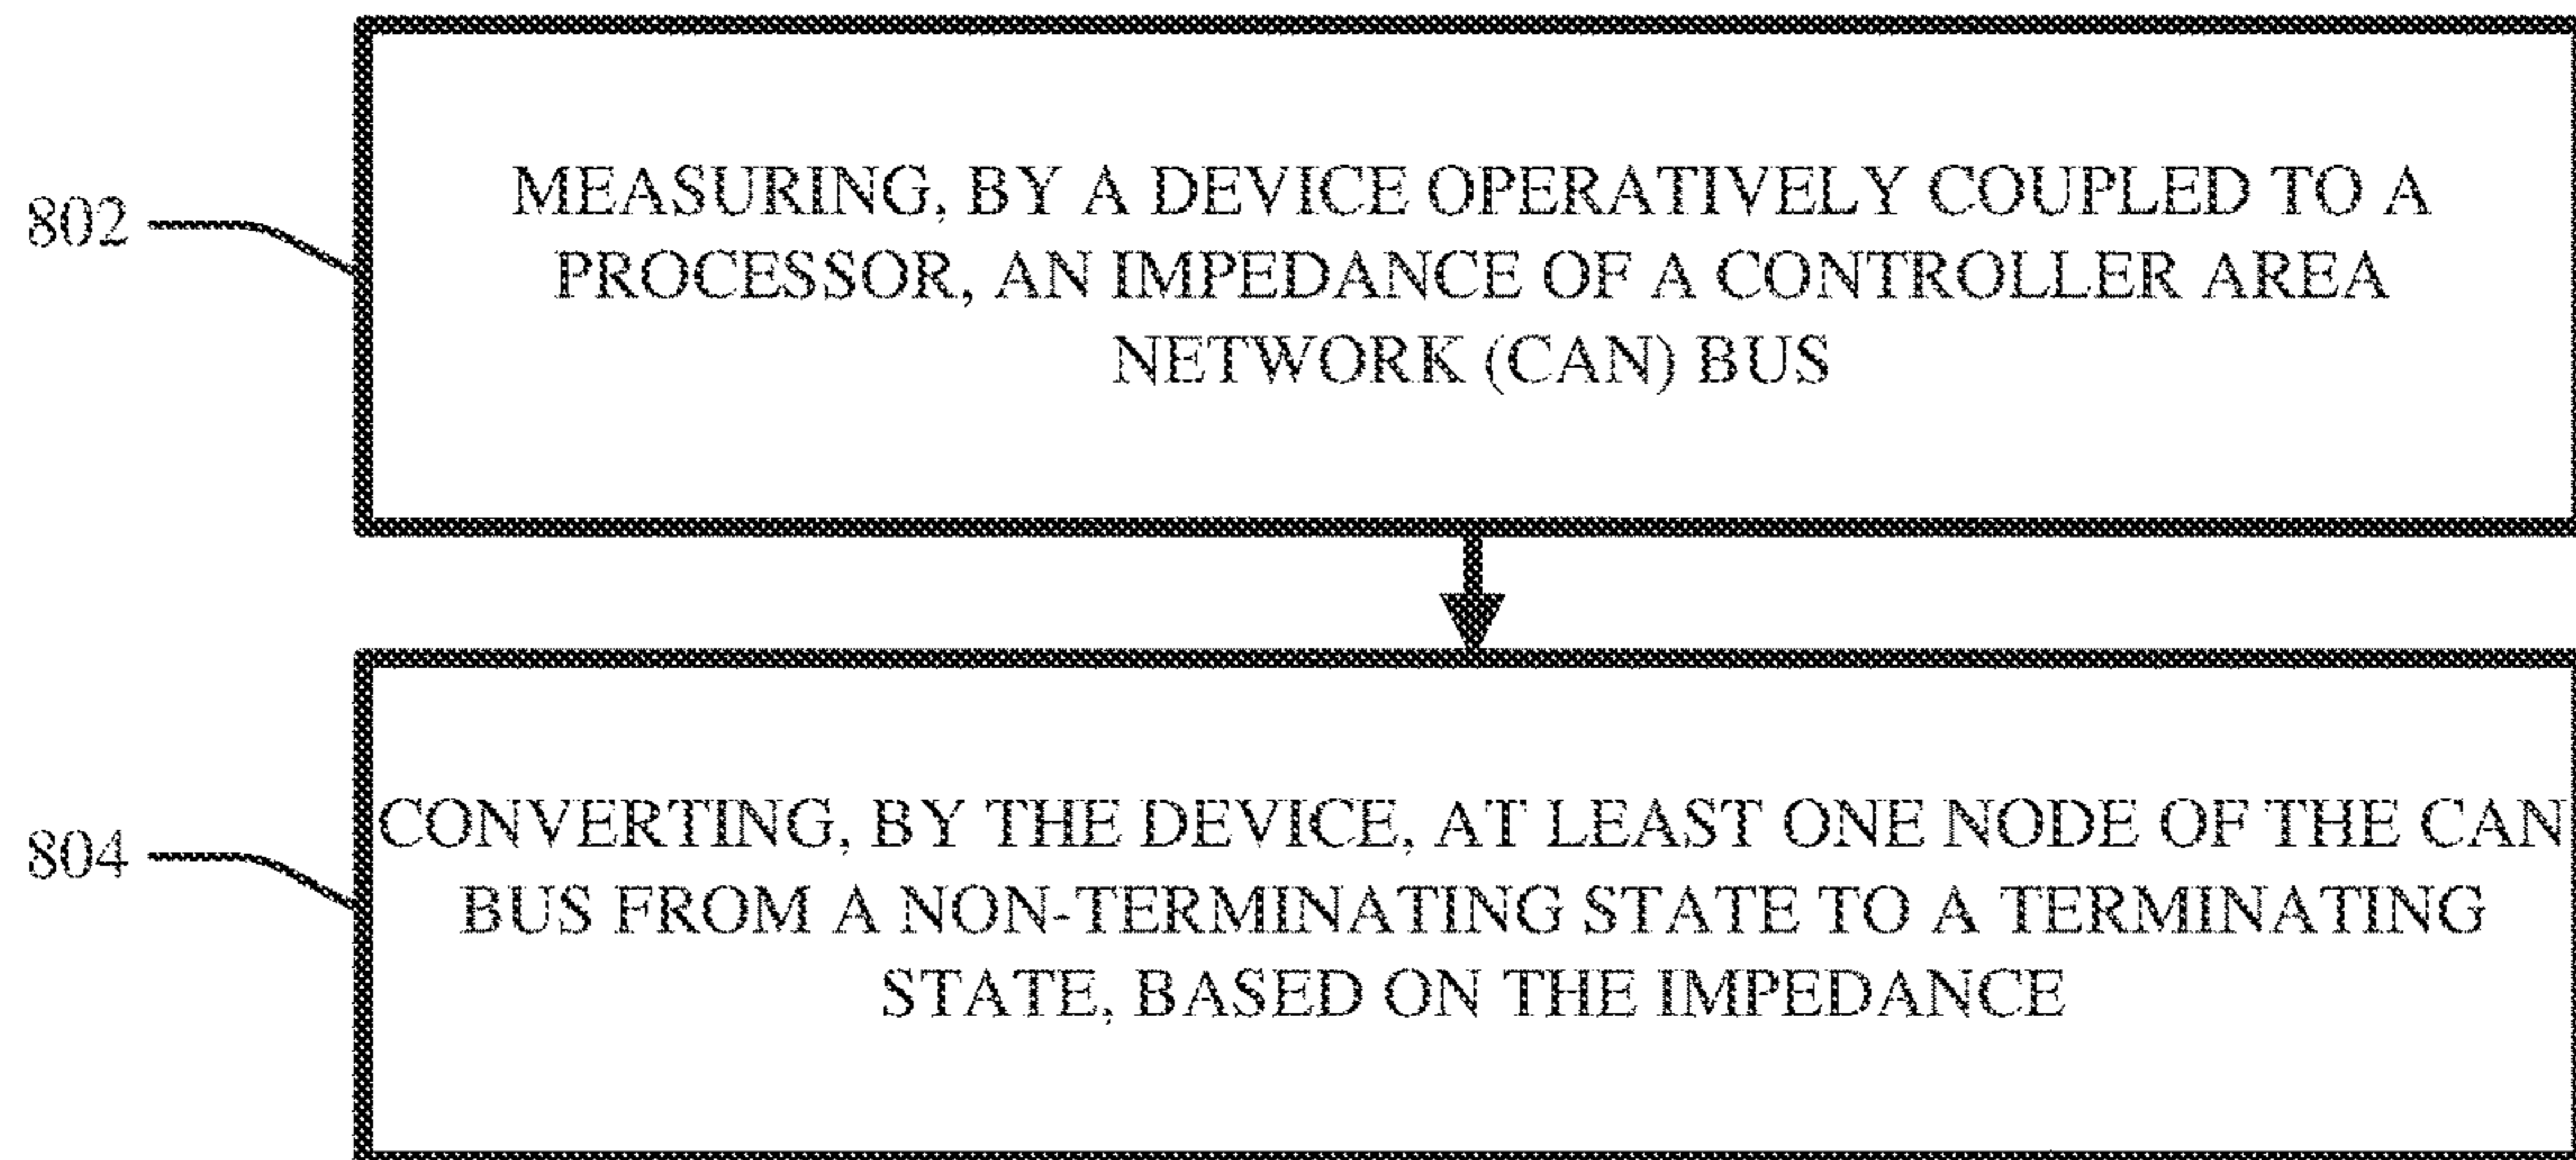 802
MEASURING, BY A DEVICE OPERATIVELY COUPLED TO A
PROCESSOR, AN IMPEDANCE OF A CONTROLLER AREA
NETWORK (CAN) BUS
804
CONVERTING, BY THE DEVICE, AT LEAST ONE NODE OF THE CAN
BUS FROM A NON-TERMINATING STATE TO A TERMINATING
STATE, BASED ON THE IMPEDANCE